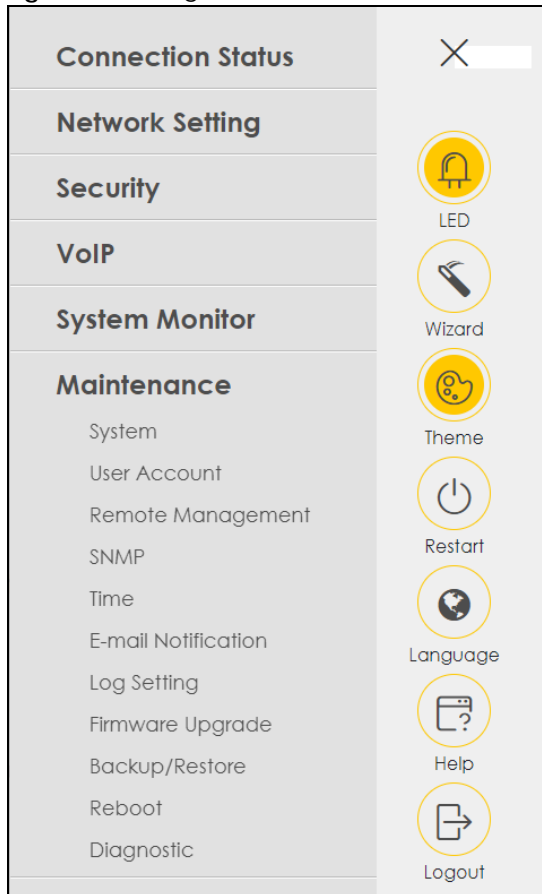 Connection Status
Network Setting
Security
VoIP
System Monitor
Maintenance
System
User Account
Remote Management
SNMP
Time
E-mail Notification
Log Setting
Firmware Upgrade
Backup/Restore
Reboot
Diagnostic
LED
Wizard
Theme
Restart
Language
Help
Logout